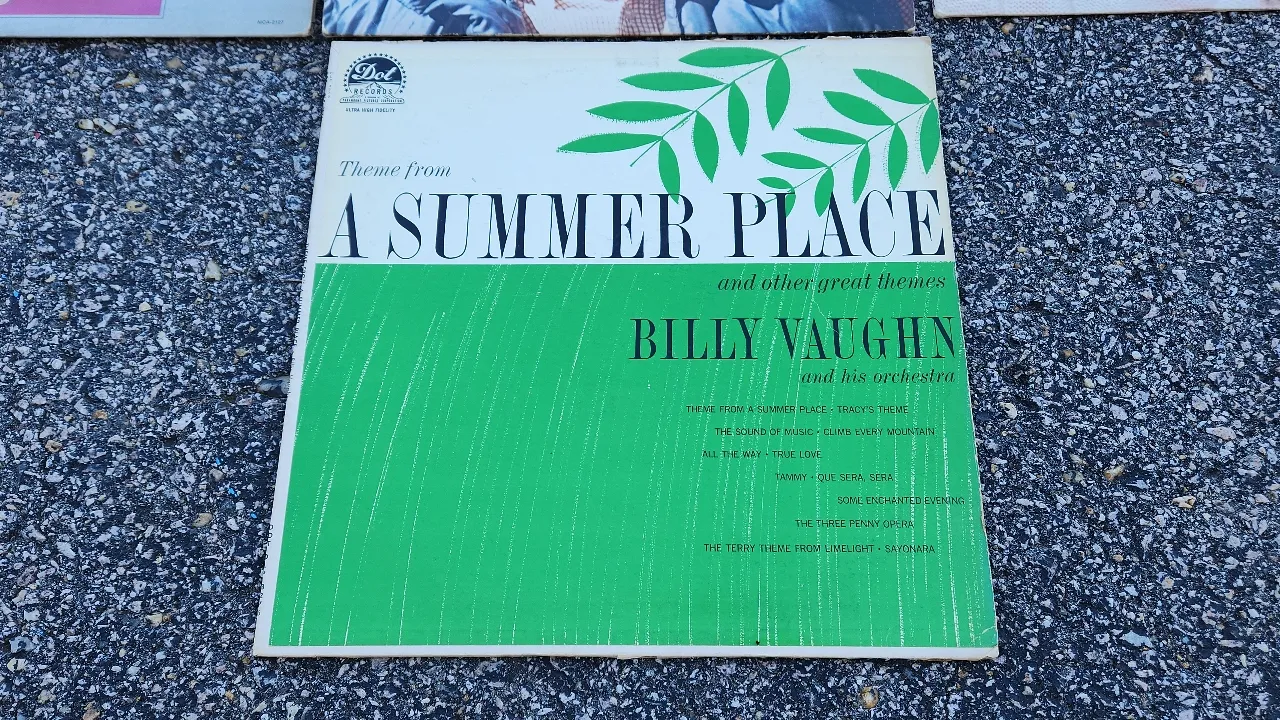 Dot
RECORDS
ULTRA HIGH FIDELITY
Theme from
A SUMMER PLACE
and other great themes
BILLY VAUGHN
and his orchestra
THEME FROM A SUMMER PLACE • TRACY'S THEME
THE SOUND OF MUSIC • CLIMB EVERY MOUNTAIN
ALL THE WAY • TRUE LOVE
TAMMY • QUE SERA, SERA
SOME ENCHANTED EVENING
THE THREE PENNY OPERA
THE TERRY THEME FROM LIMELIGHT • SAYONARA